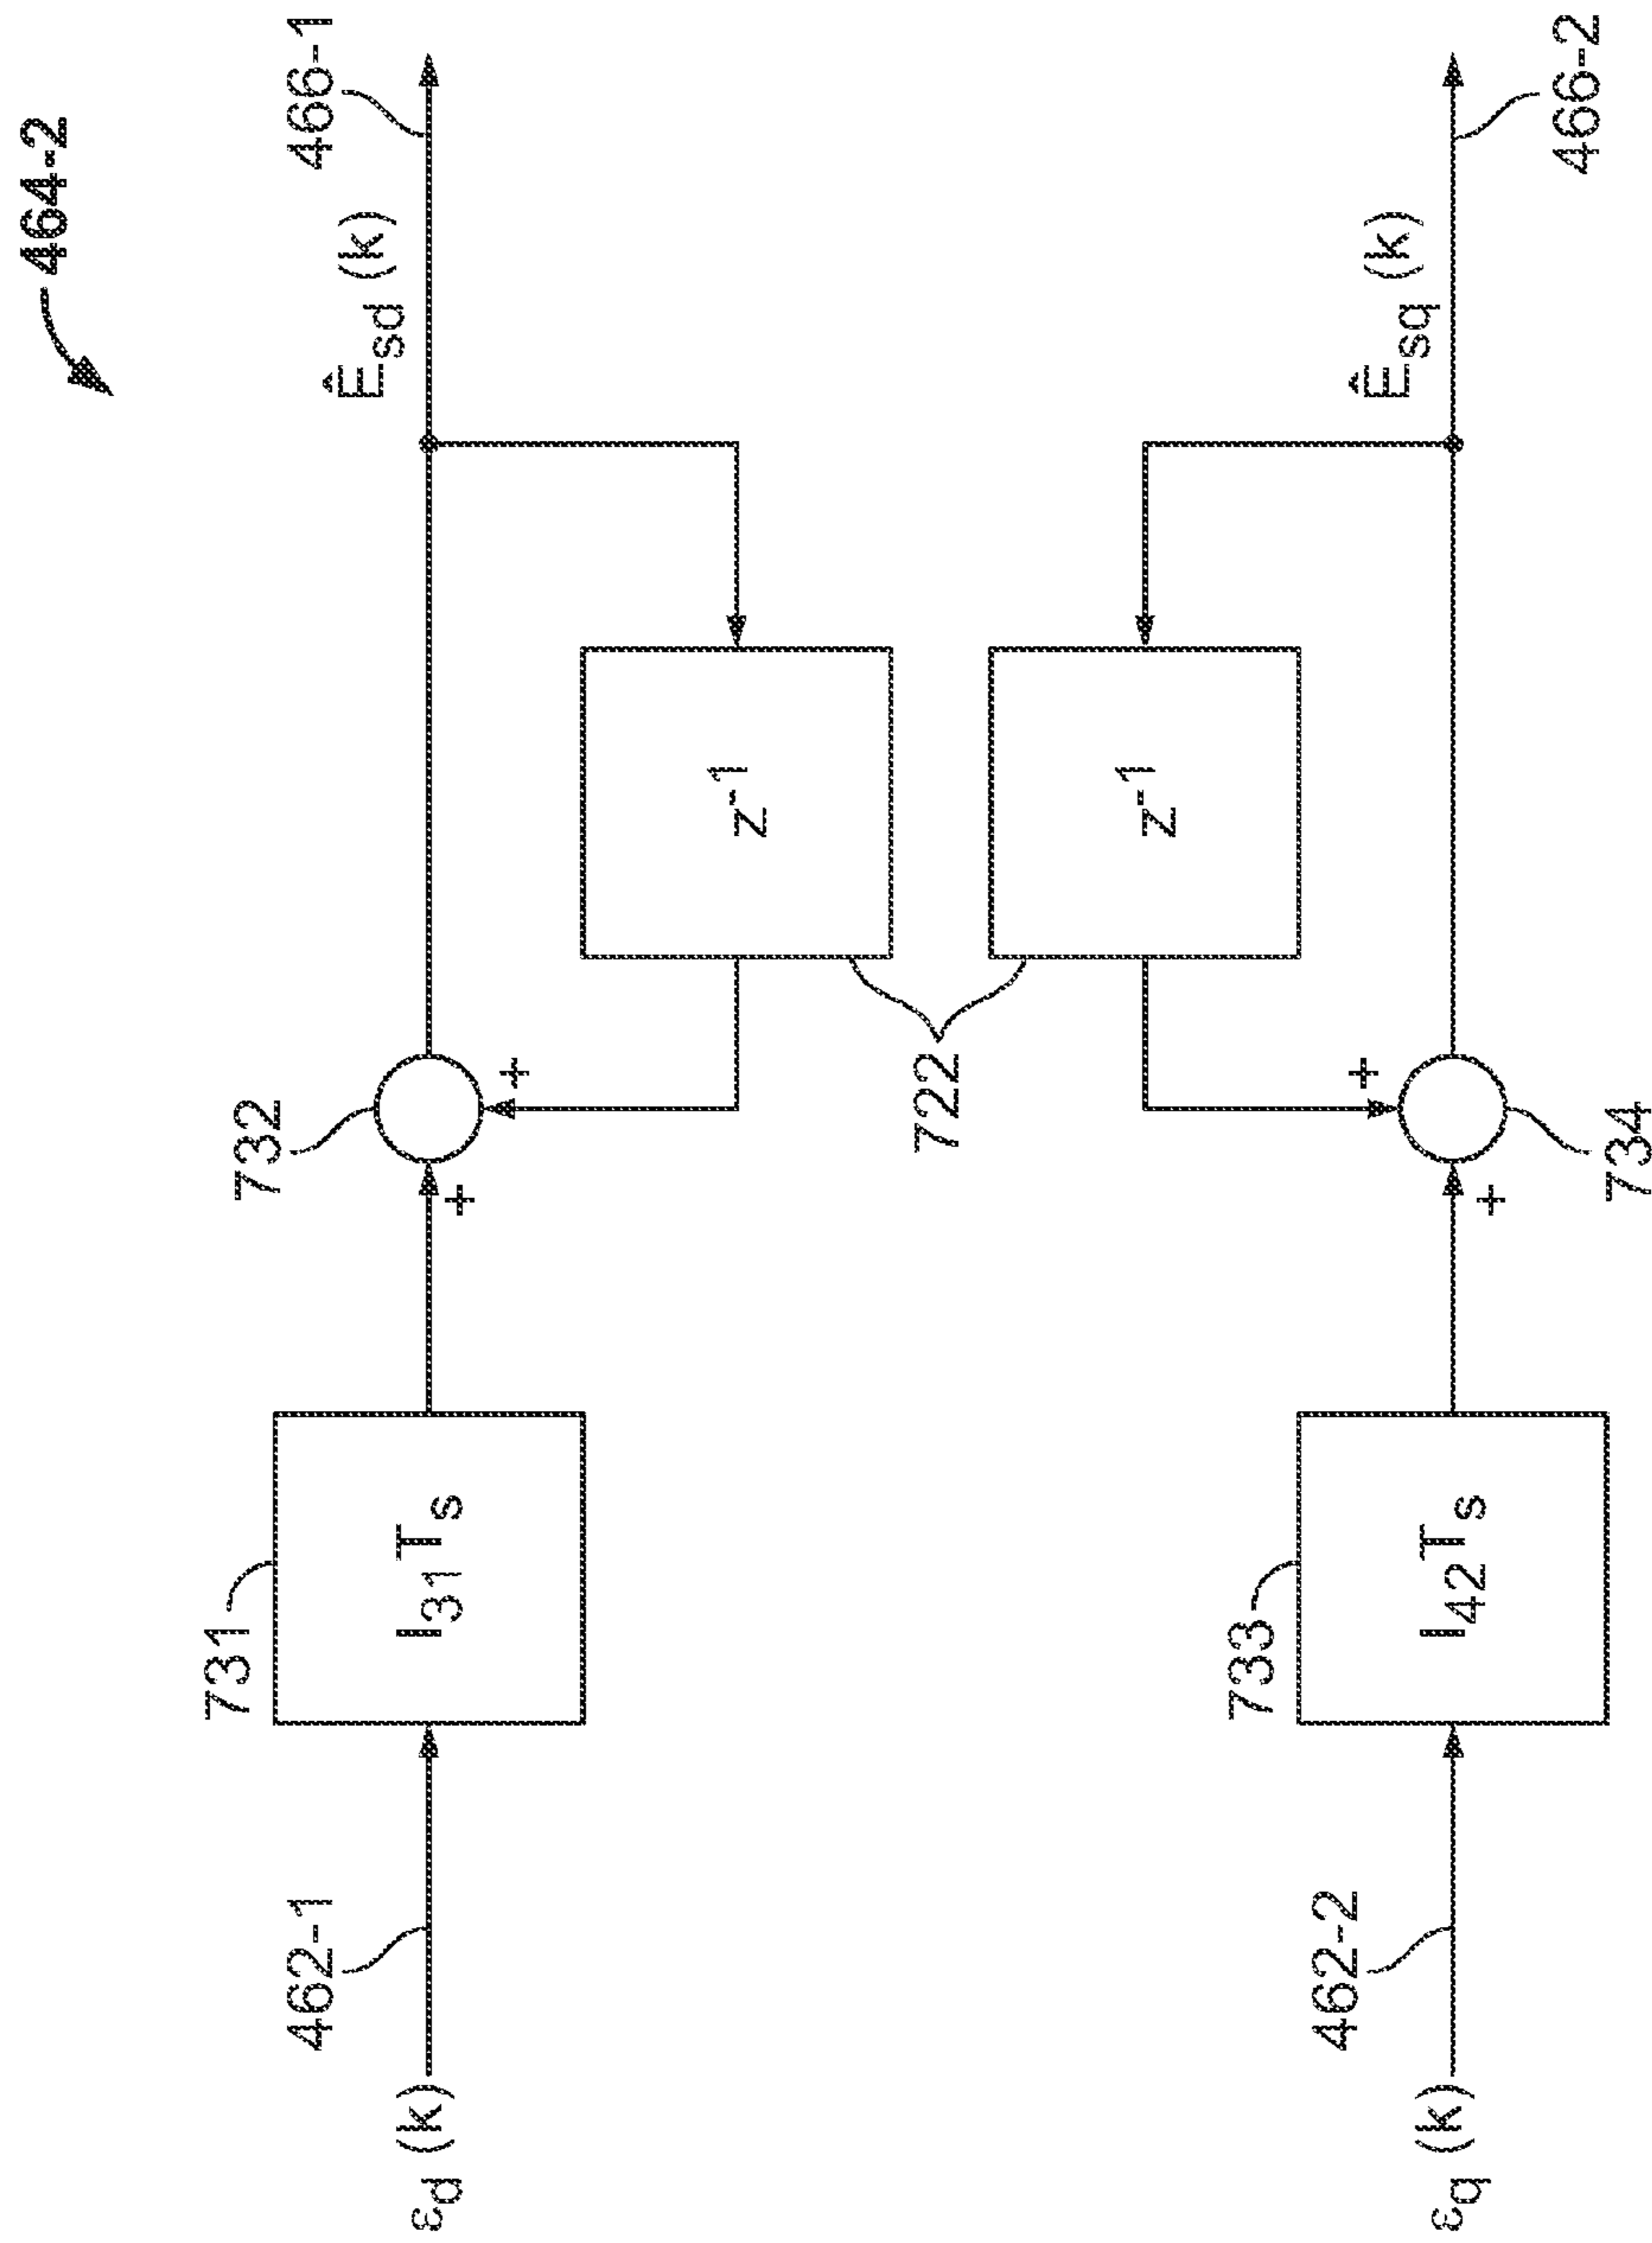 464-2
ε_d (k)
462-1
731
l_31 T_s
732
+
+
Ê_sd (k)
466-1
z^-1
722
z^-1
ε_q (k)
462-2
733
l_42 T_s
734
+
+
Ê_sq (k)
466-2